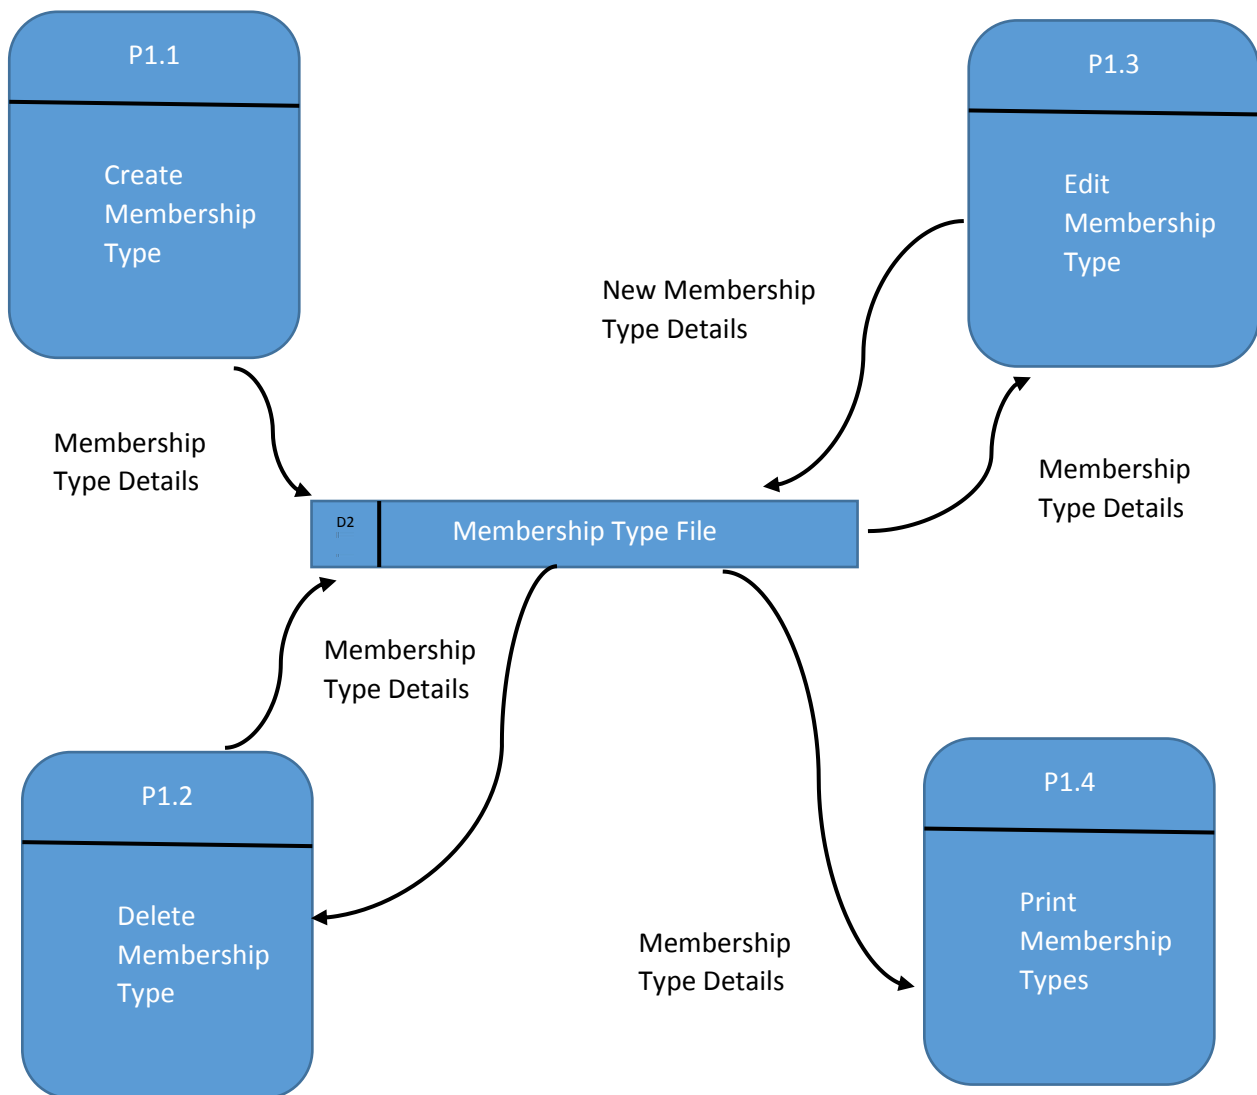 P1.1
Create
Membership
Type
P1.3
Edit
Membership
Type
New Membership
Type Details
Membership
Type Details
Membership
Type Details
D2
Membership Type File
Membership
Type Details
P1.2
Delete
Membership
Type
Membership
Type Details
P1.4
Print
Membership
Types